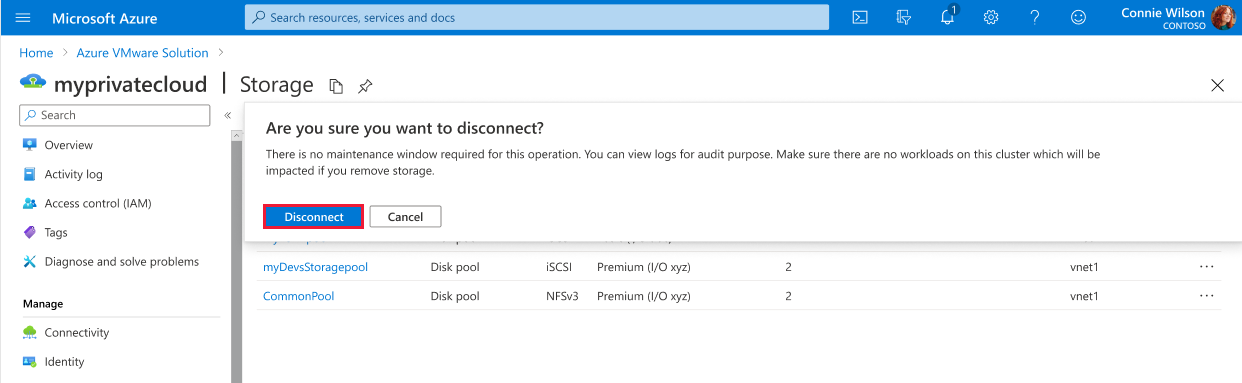 Microsoft Azure
Search resources, services and docs
1
Connie Wilson
CONTOSO
Home > Azure VMware Solution >
myprivatecloud | Storage
Search
«
Overview
Activity log
Access control (IAM)
Tags
Diagnose and solve problems
Manage
Connectivity
Identity
Are you sure you want to disconnect?
There is no maintenance window required for this operation. You can view logs for audit purpose. Make sure there are no workloads on this cluster which will be
impacted if you remove storage.
Disconnect Cancel
myDevsStoragepool Disk pool iSCSI Premium (I/O xyz) 2 vnet1 ...
CommonPool Disk pool NFSv3 Premium (I/O xyz) 2 vnet1 ...